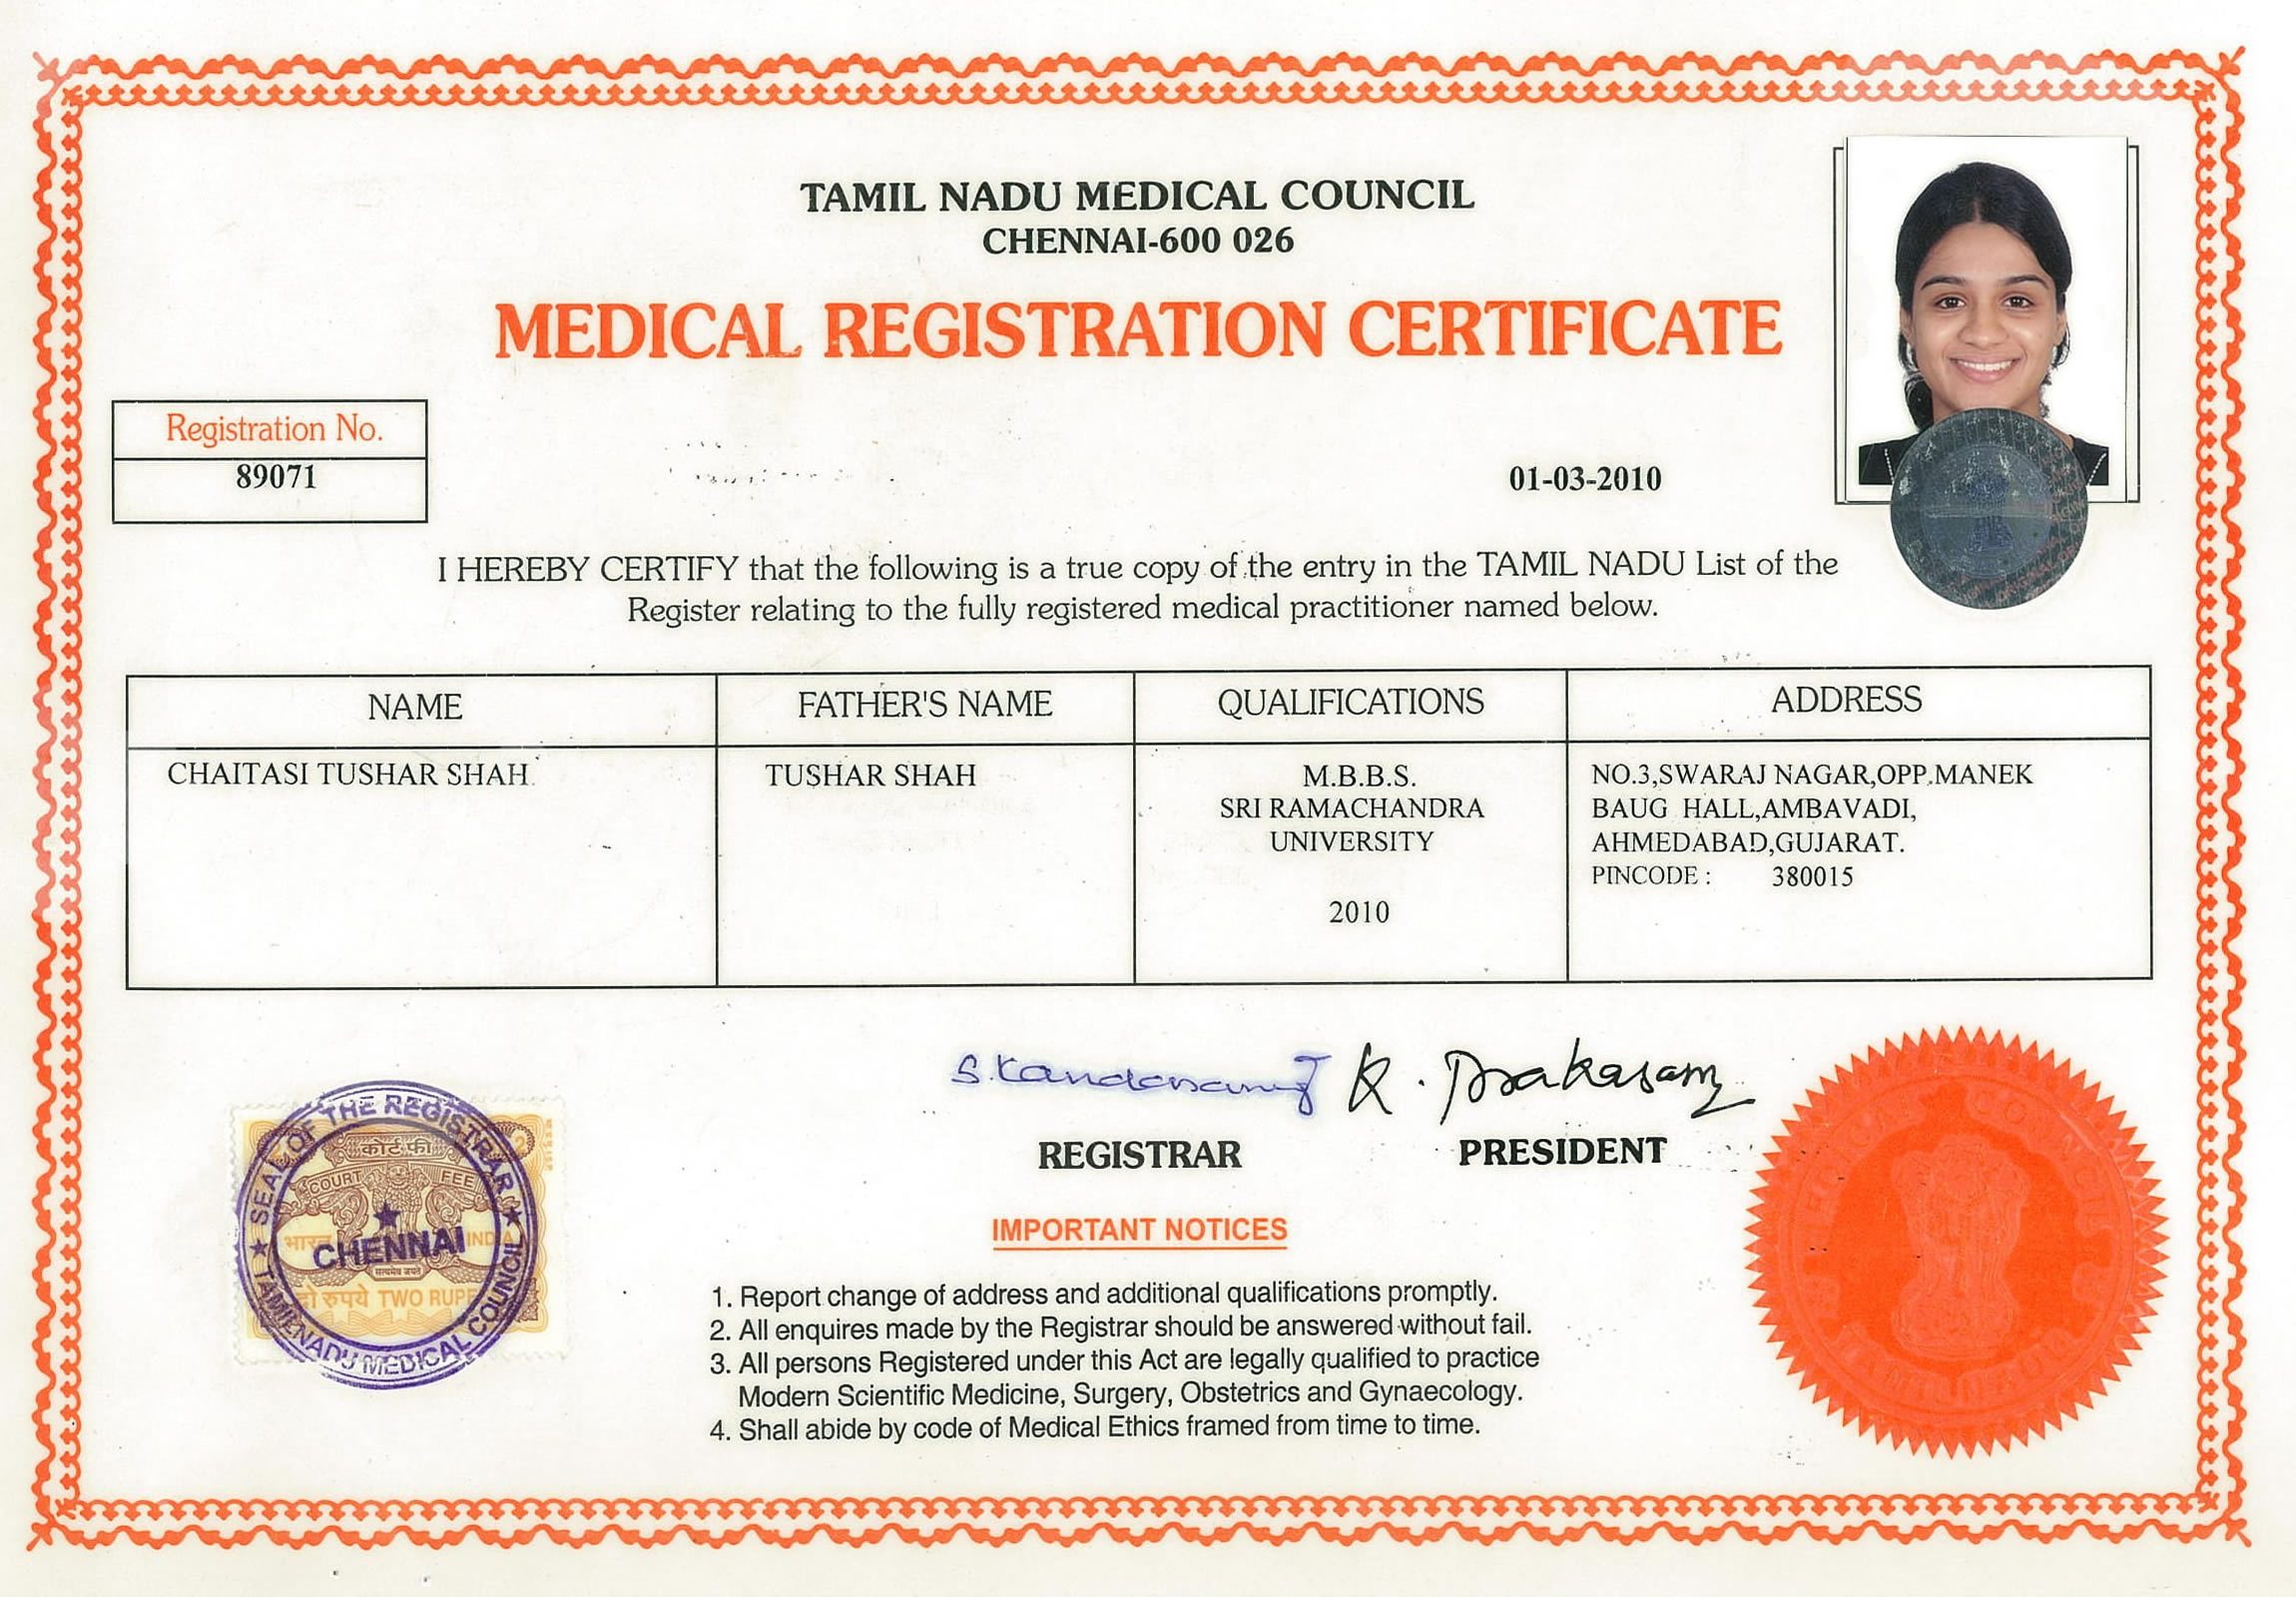 TAMIL NADU MEDICAL COUNCIL
CHENNAI-600 026
MEDICAL REGISTRATION CERTIFICATE
Registration No.
89071
01-03-2010
I HEREBY CERTIFY that the following is a true copy of the entry in the TAMIL NADU List of the
Register relating to the fully registered medical practitioner named below.
NAME
FATHER'S NAME
QUALIFICATIONS
ADDRESS
CHAITASI TUSHAR SHAH
TUSHAR SHAH
M.B.B.S.
SRI RAMACHANDRA
UNIVERSITY
2010
NO.3,SWARAJ NAGAR,OPP.MANEK
BAUG HALL,AMBAVADI,
AHMEDABAD,GUJARAT.
PINCODE : 380015
S. Kandasamy
R. Prakasam
REGISTRAR
PRESIDENT
SEAL OF THE REGISTRAR
TAMILNADU MEDICAL COUNCIL
CHENNAI
कोर्ट फी
COURT FEE
भारत INDIA
सत्यमेव जयते
दो रुपये TWO RUPE
IMPORTANT NOTICES
1. Report change of address and additional qualifications promptly.
2. All enquires made by the Registrar should be answered without fail.
3. All persons Registered under this Act are legally qualified to practice
Modern Scientific Medicine, Surgery, Obstetrics and Gynaecology.
4. Shall abide by code of Medical Ethics framed from time to time.